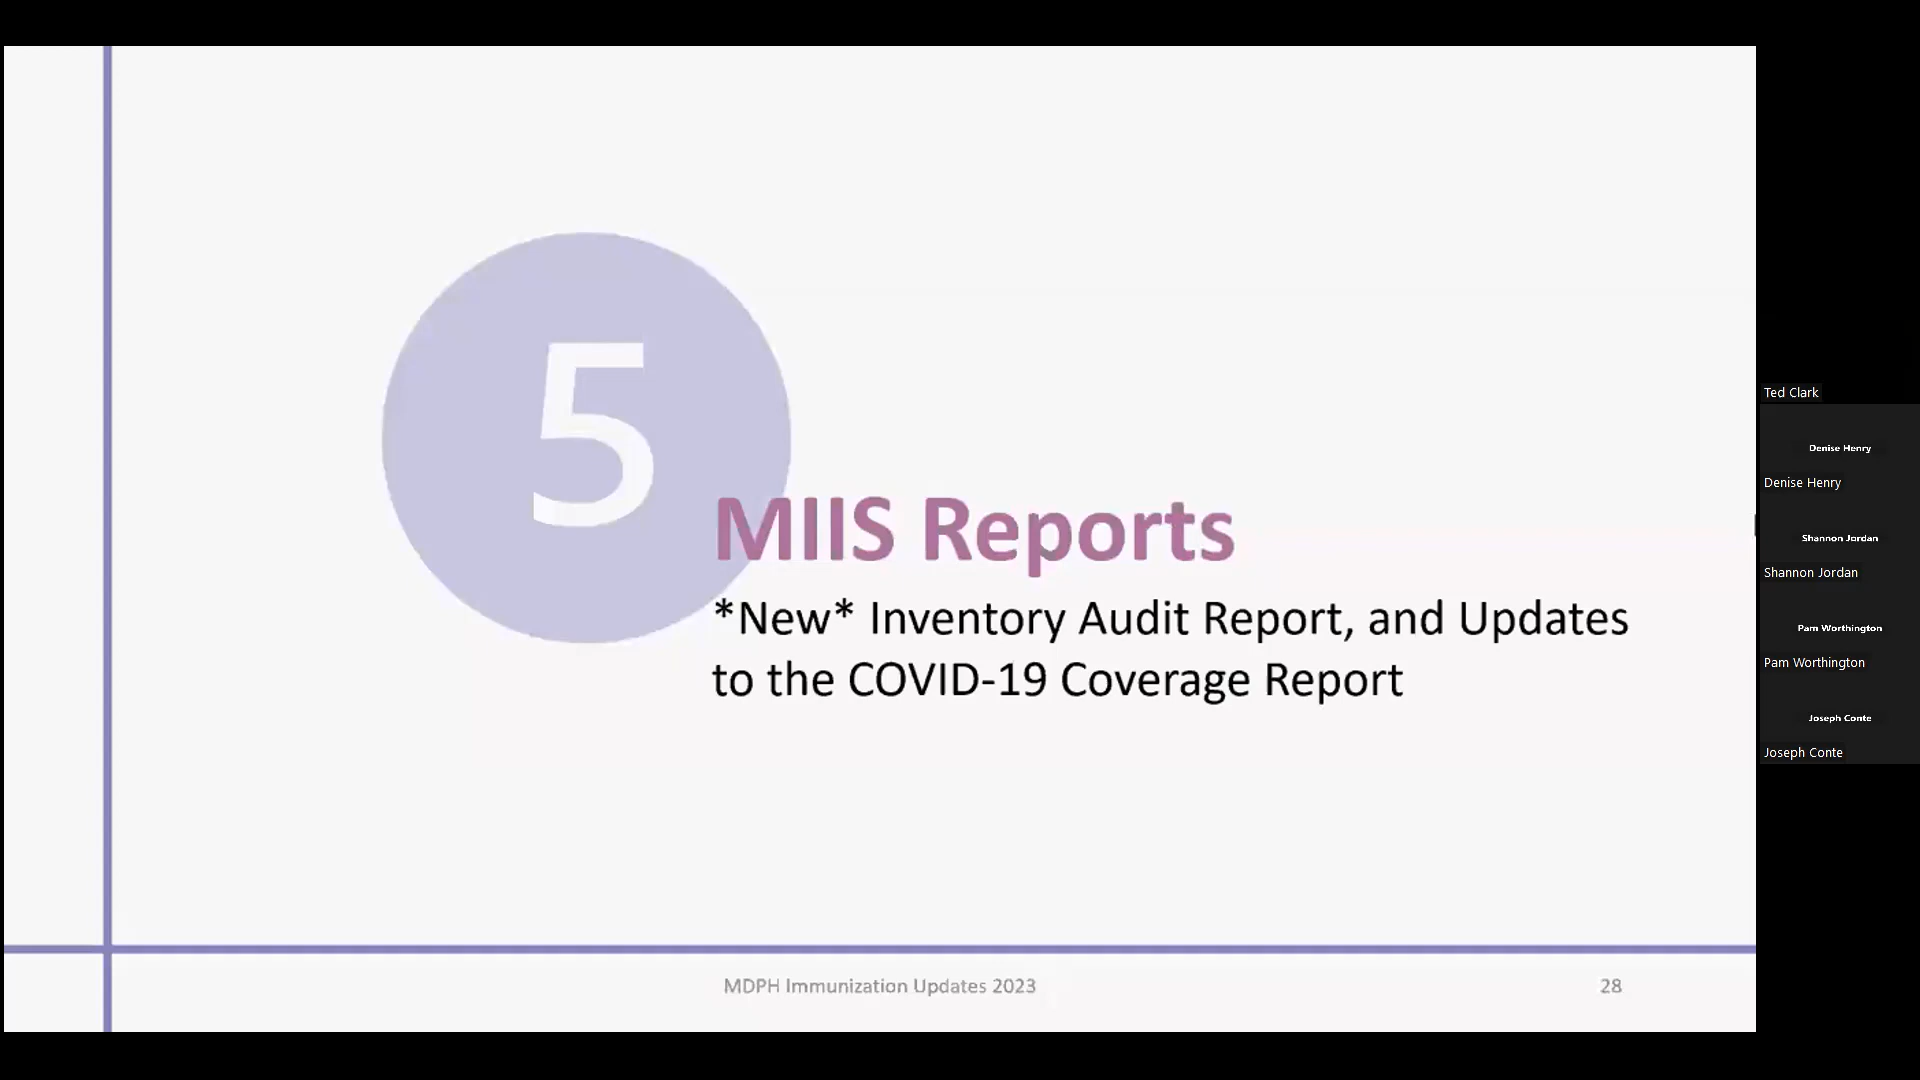 5
MIIS Reports
*New* Inventory Audit Report, and Updates
to the COVID-19 Coverage Report
MDPH Immunization Updates 2023
28
Ted Clark
Denise Henry
Denise Henry
Shannon Jordan
Shannon Jordan
Pam Worthington
Pam Worthington
Joseph Conte
Joseph Conte